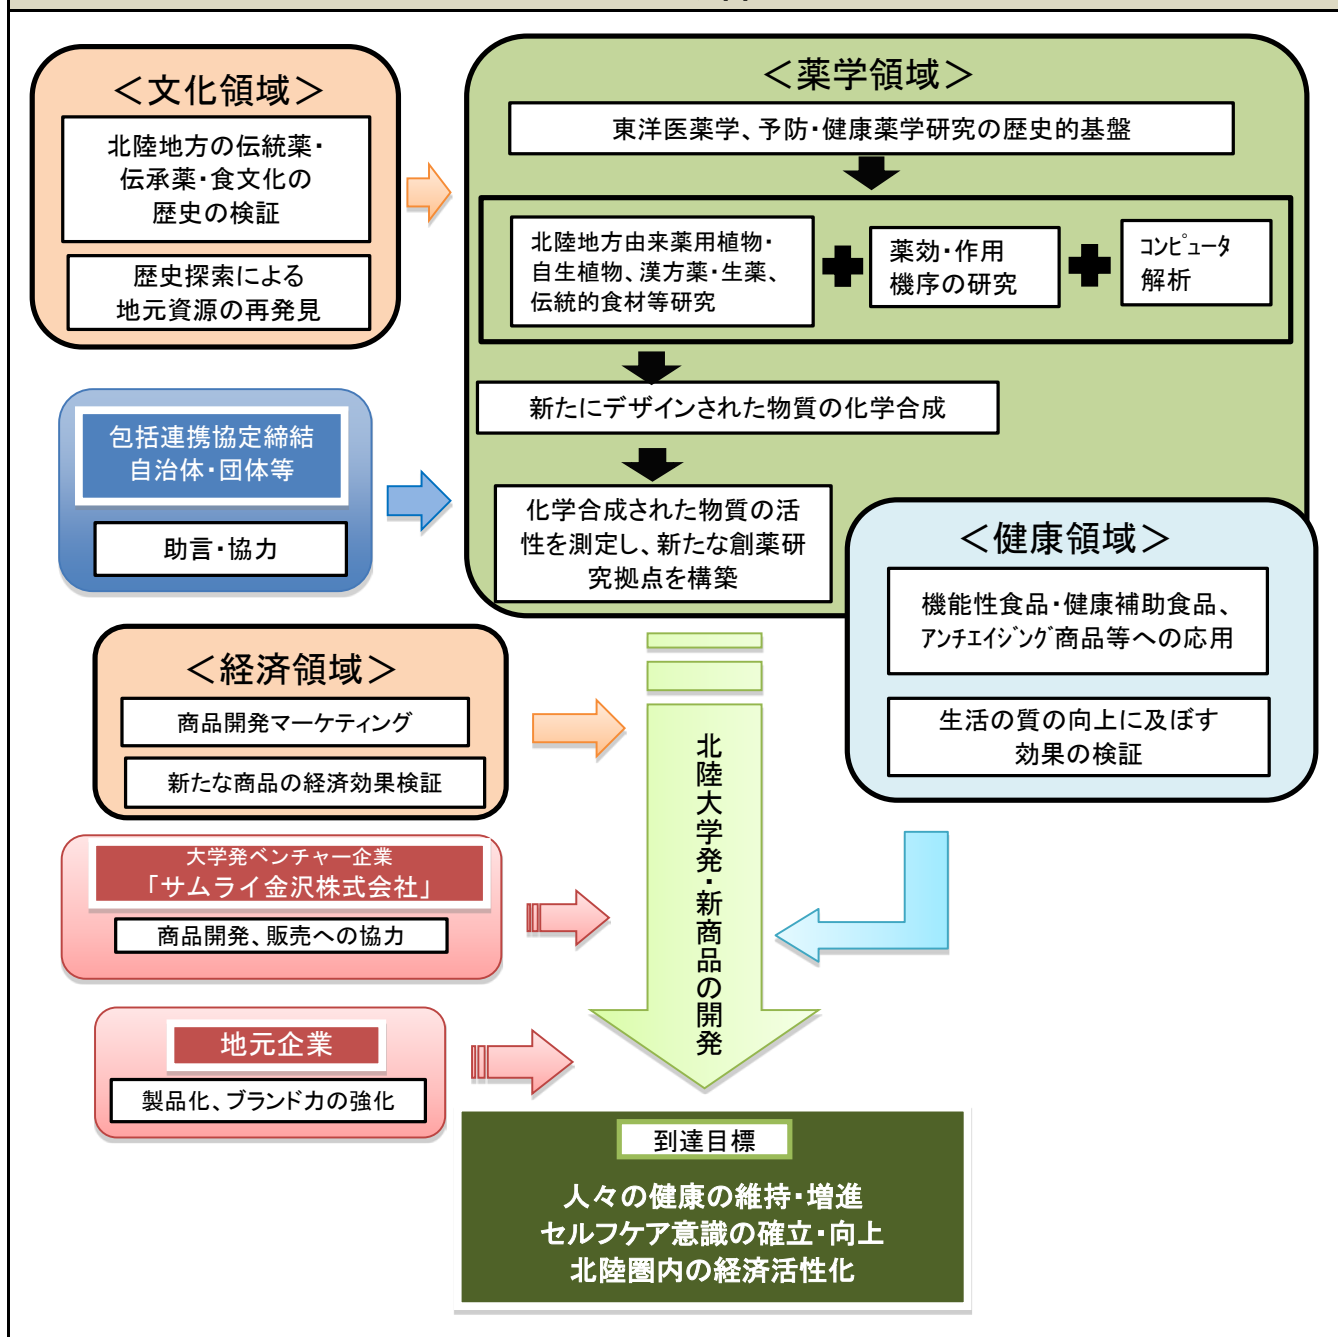 ＜文化領域＞
北陸地方の伝統薬・
伝承薬・食文化の
歴史の検証
歴史探索による
地元資源の再発見
＜薬学領域＞
東洋医薬学、予防・健康薬学研究の歴史的基盤
北陸地方由来薬用植物・
自生植物、漢方薬・生薬、
伝統的食材等研究
薬効・作用
機序の研究
ｺﾝﾋﾟｭｰﾀ
解析
新たにデザインされた物質の化学合成
化学合成された物質の活
性を測定し、新たな創薬研
究拠点を構築
包括連携協定締結
自治体・団体等
助言・協力
＜健康領域＞
機能性食品・健康補助食品、
ｱﾝﾁｴｲｼﾞﾝｸﾞ商品等への応用
生活の質の向上に及ぼす
効果の検証
＜経済領域＞
商品開発マーケティング
新たな商品の経済効果検証
大学発ベンチャー企業
「サムライ金沢株式会社」
商品開発、販売への協力
地元企業
製品化、ブランド力の強化
北陸大学発・新商品の開発
到達目標
人々の健康の維持・増進
セルフケア意識の確立・向上
北陸圏内の経済活性化